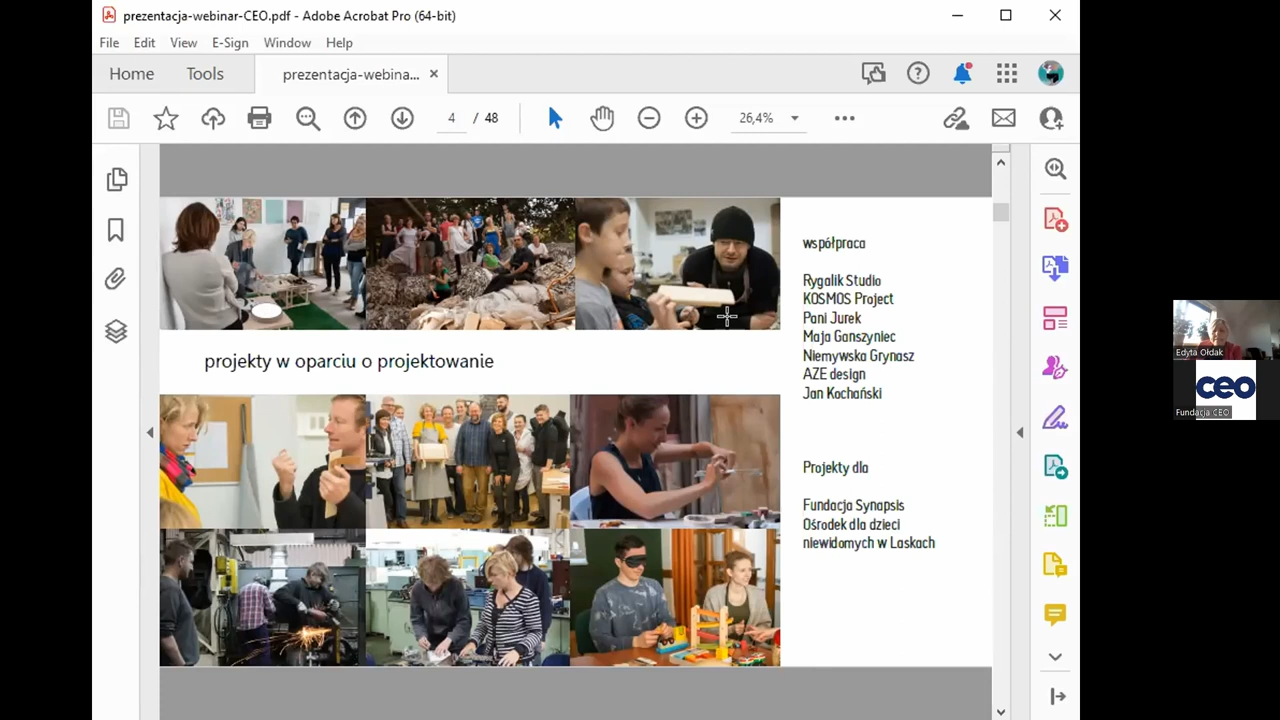 prezentacja-webinar-CEO.pdf - Adobe Acrobat Pro (64-bit)
File Edit View E-Sign Window Help
Home Tools prezentacja-webina...
4 / 48 26,4%
współpraca
Rygalik Studio
KOSMOS Project
Pani Jurek
Maja Ganszyniec
Niemywska Grynasz
AZE design
Jan Kochański
projekty w oparciu o projektowanie
Projekty dla
Fundacja Synapsis
Ośrodek dla dzieci
niewidomych w Laskach
Edyta Ołdak
ceo
Fundacja CEO